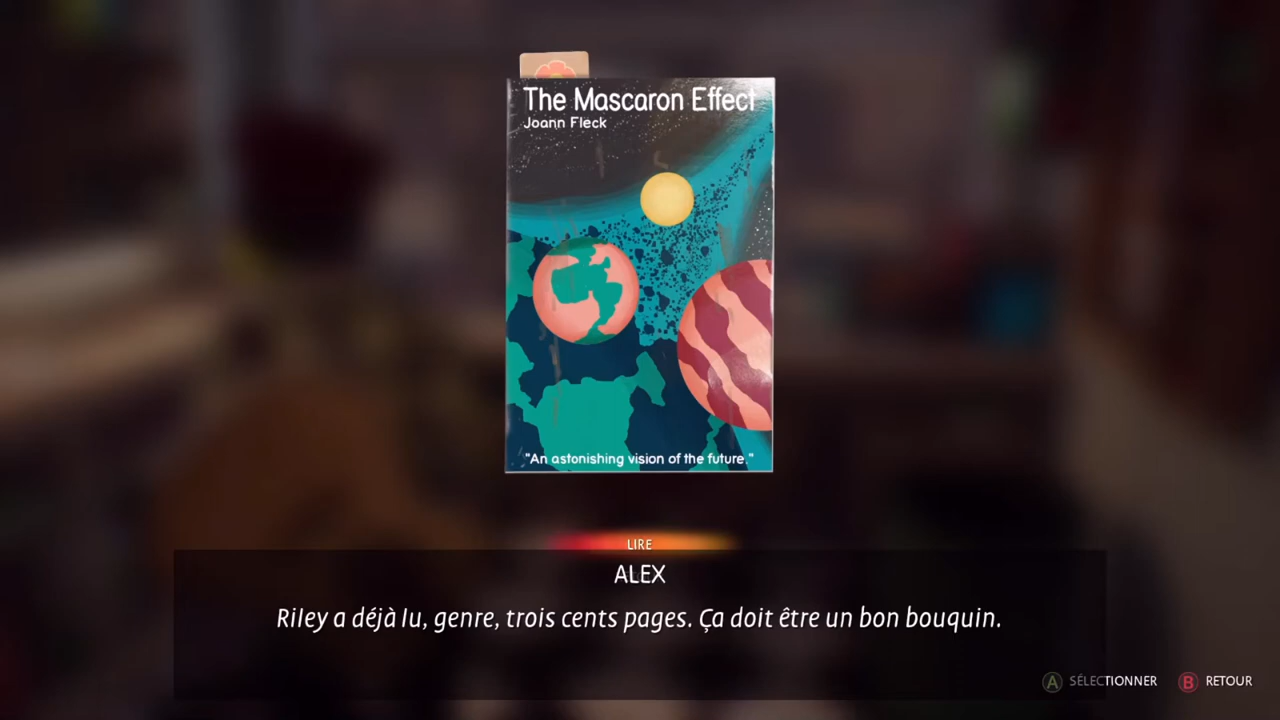 The Mascaron Effect
Joann Fleck
"An astonishing vision of the future."
LIRE
ALEX
Riley a déjà lu, genre, trois cents pages. Ça doit être un bon bouquin.
A SÉLECTIONNER B RETOUR